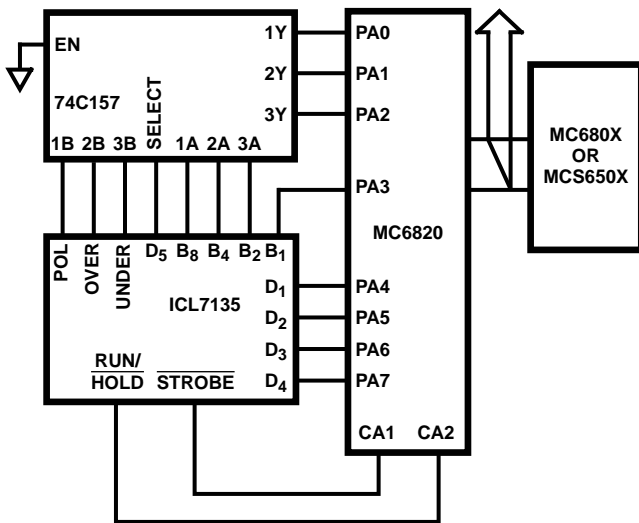 EN
74C157
1Y
2Y
3Y
1B 2B 3B SELECT 1A 2A 3A
PA0
PA1
PA2
PA3
MC6820
PA4
PA5
PA6
PA7
CA1 CA2
MC680X
OR
MCS650X
POL OVER UNDER D5 B8 B4 B2 B1
ICL7135
D1
D2
D3
D4
RUN/
HOLD STROBE